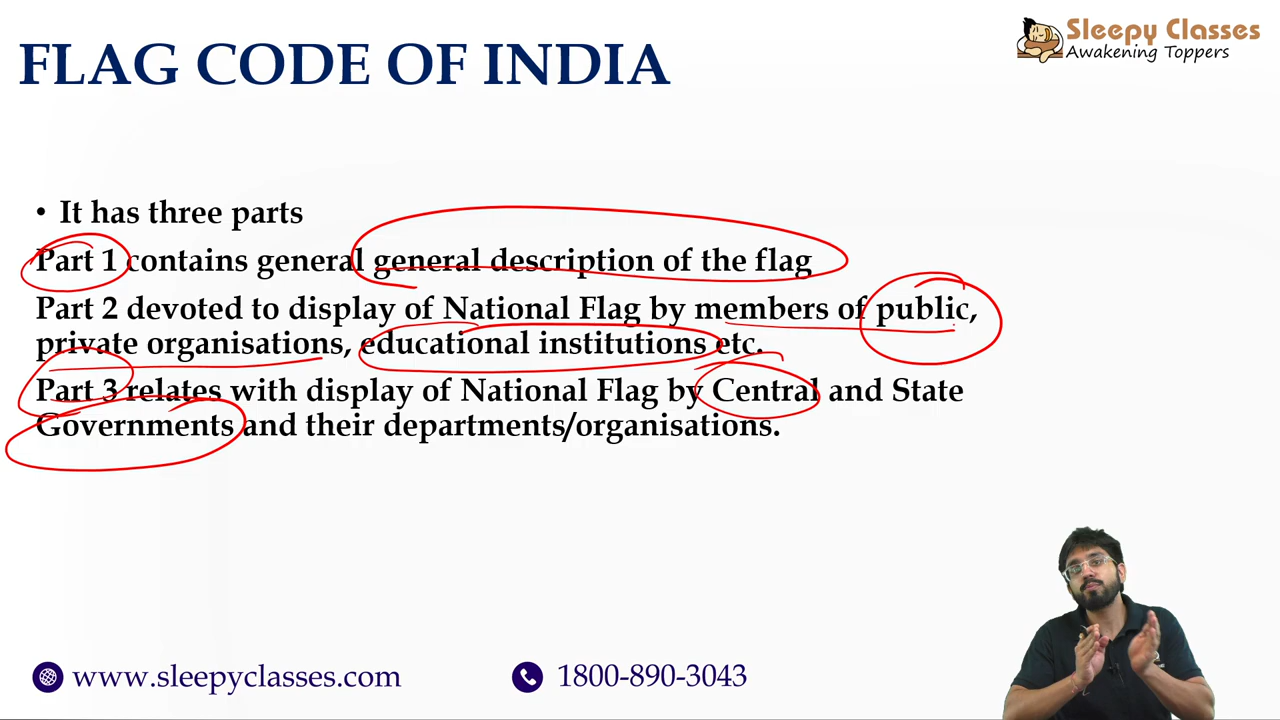 FLAG CODE OF INDIA
Sleepy Classes
Awakening Toppers
• It has three parts
Part 1 contains general general description of the flag
Part 2 devoted to display of National Flag by members of public,
private organisations, educational institutions etc.
Part 3 relates with display of National Flag by Central and State
Governments and their departments/organisations.
www.sleepyclasses.com
1800-890-3043